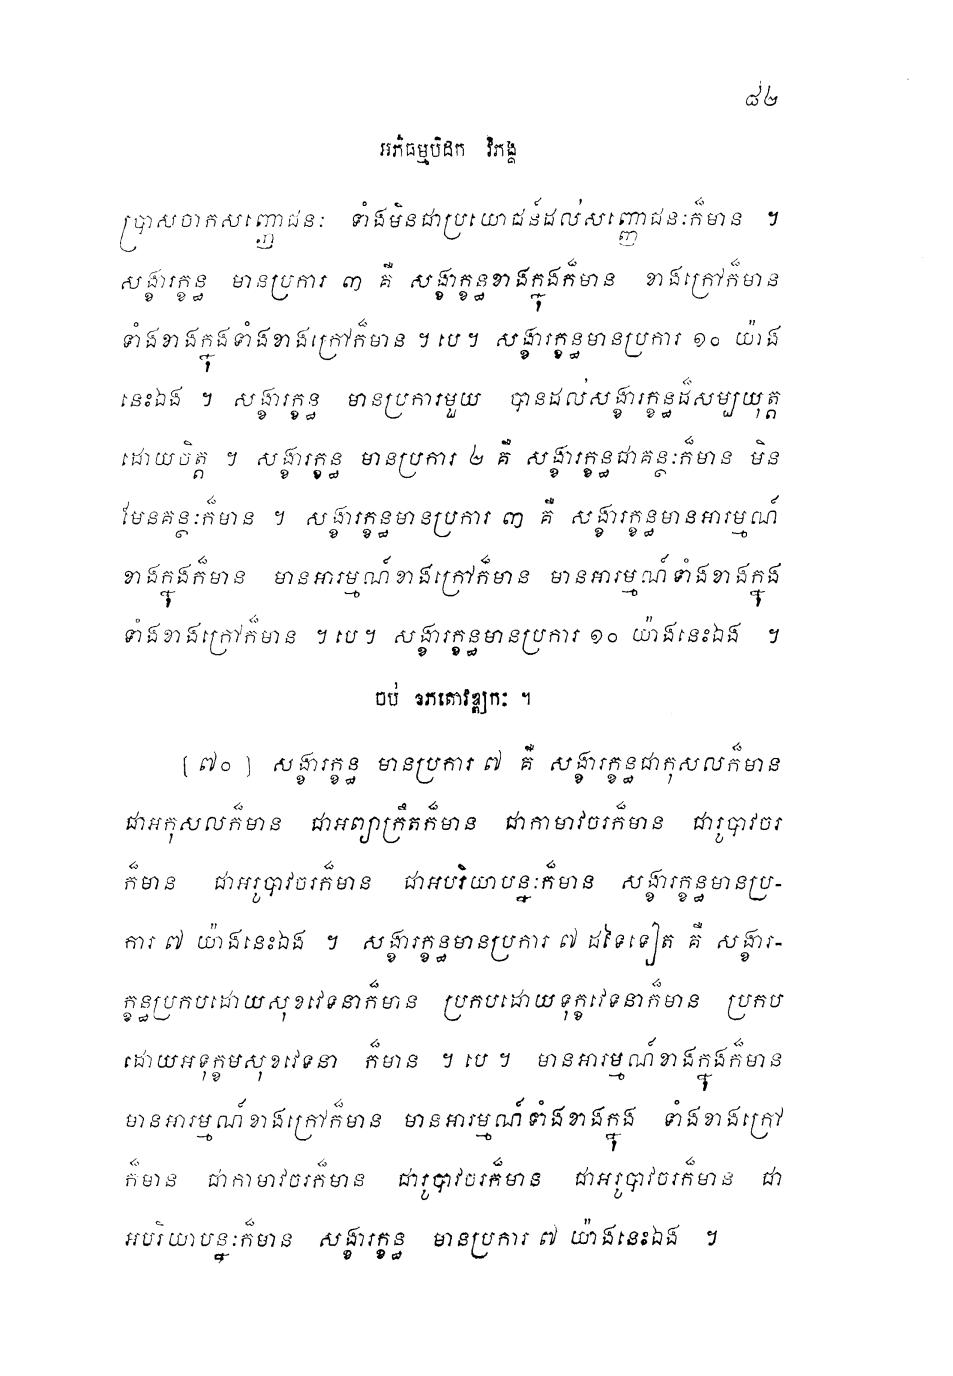 ៨២
អភិធម្មបិដក វិភង្គ
ប្រាសចាកសញ្ញោជនៈ ទាំងមិនជាប្រយោជន៍ដល់សញ្ញោជនៈក៏មាន ។
សង្ខារក្ខន្ធ មានប្រការ ៣ គឺ សង្ខារក្ខន្ធខាងក្នុងក៏មាន ខាងក្រៅក៏មាន
ទាំងខាងក្នុងទាំងខាងក្រៅក៏មាន ។ បេ ។ សង្ខារក្ខន្ធមានប្រការ ១០ យ៉ាង
នេះឯង ។ សង្ខារក្ខន្ធ មានប្រការមួយ បានដល់សង្ខារក្ខន្ធដ៏សម្បយុត្ត
ដោយចិត្ត ។ សង្ខារក្ខន្ធ មានប្រការ ២ គឺ សង្ខារក្ខន្ធជាគន្ថៈក៏មាន មិន
មែនគន្ថៈក៏មាន ។ សង្ខារក្ខន្ធមានប្រការ ៣ គឺ សង្ខារក្ខន្ធមានអារម្មណ៍
ខាងក្នុងក៏មាន មានអារម្មណ៍ខាងក្រៅក៏មាន មានអារម្មណ៍ទាំងខាងក្នុង
ទាំងខាងក្រៅក៏មាន ។ បេ ។ សង្ខារក្ខន្ធមានប្រការ ១០ យ៉ាងនេះឯង ។
ចប់ ឧភតោវឌ្ឍកៈ ។
[ ៧០ ] សង្ខារក្ខន្ធ មានប្រការ ៧ គឺ សង្ខារក្ខន្ធជាកុសលក៏មាន
ជាអកុសលក៏មាន ជាអព្យាក្រឹតក៏មាន ជាកាមាវចរក៏មាន ជារូបាវចរ
ក៏មាន ជាអរូបាវចរក៏មាន ជាអបរិយាបន្នៈក៏មាន សង្ខារក្ខន្ធមានប្រ-
ការ ៧ យ៉ាងនេះឯង ។ សង្ខារក្ខន្ធមានប្រការ ៧ ដទៃទៀត គឺ សង្ខារ-
ក្ខន្ធប្រកបដោយសុខវេទនាក៏មាន ប្រកបដោយទុក្ខវេទនាក៏មាន ប្រកប
ដោយអទុក្ខមសុខវេទនា ក៏មាន ។ បេ ។ មានអារម្មណ៍ខាងក្នុងក៏មាន
មានអារម្មណ៍ខាងក្រៅក៏មាន មានអារម្មណ៍ទាំងខាងក្នុង ទាំងខាងក្រៅ
ក៏មាន ជាកាមាវចរក៏មាន ជារូបាវចរក៏មាន ជាអរូបាវចរក៏មាន ជា
អបរិយាបន្នៈក៏មាន សង្ខារក្ខន្ធ មានប្រការ ៧ យ៉ាងនេះឯង ។